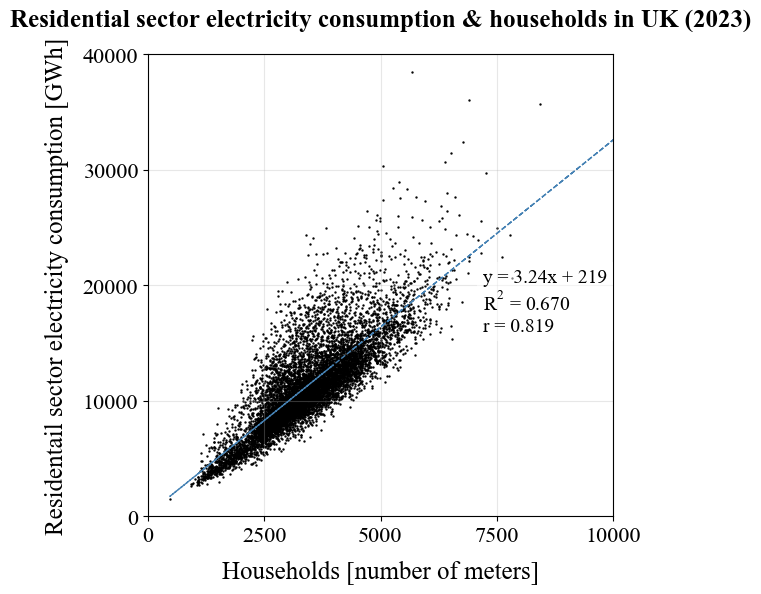 Residential sector electricity consumption & households in UK (2023)
Residentail sector electricity consumption [GWh]
40000
30000
20000
10000
0
y = 3.24x + 219
R² = 0.670
r = 0.819
0 2500 5000 7500 10000
Households [number of meters]